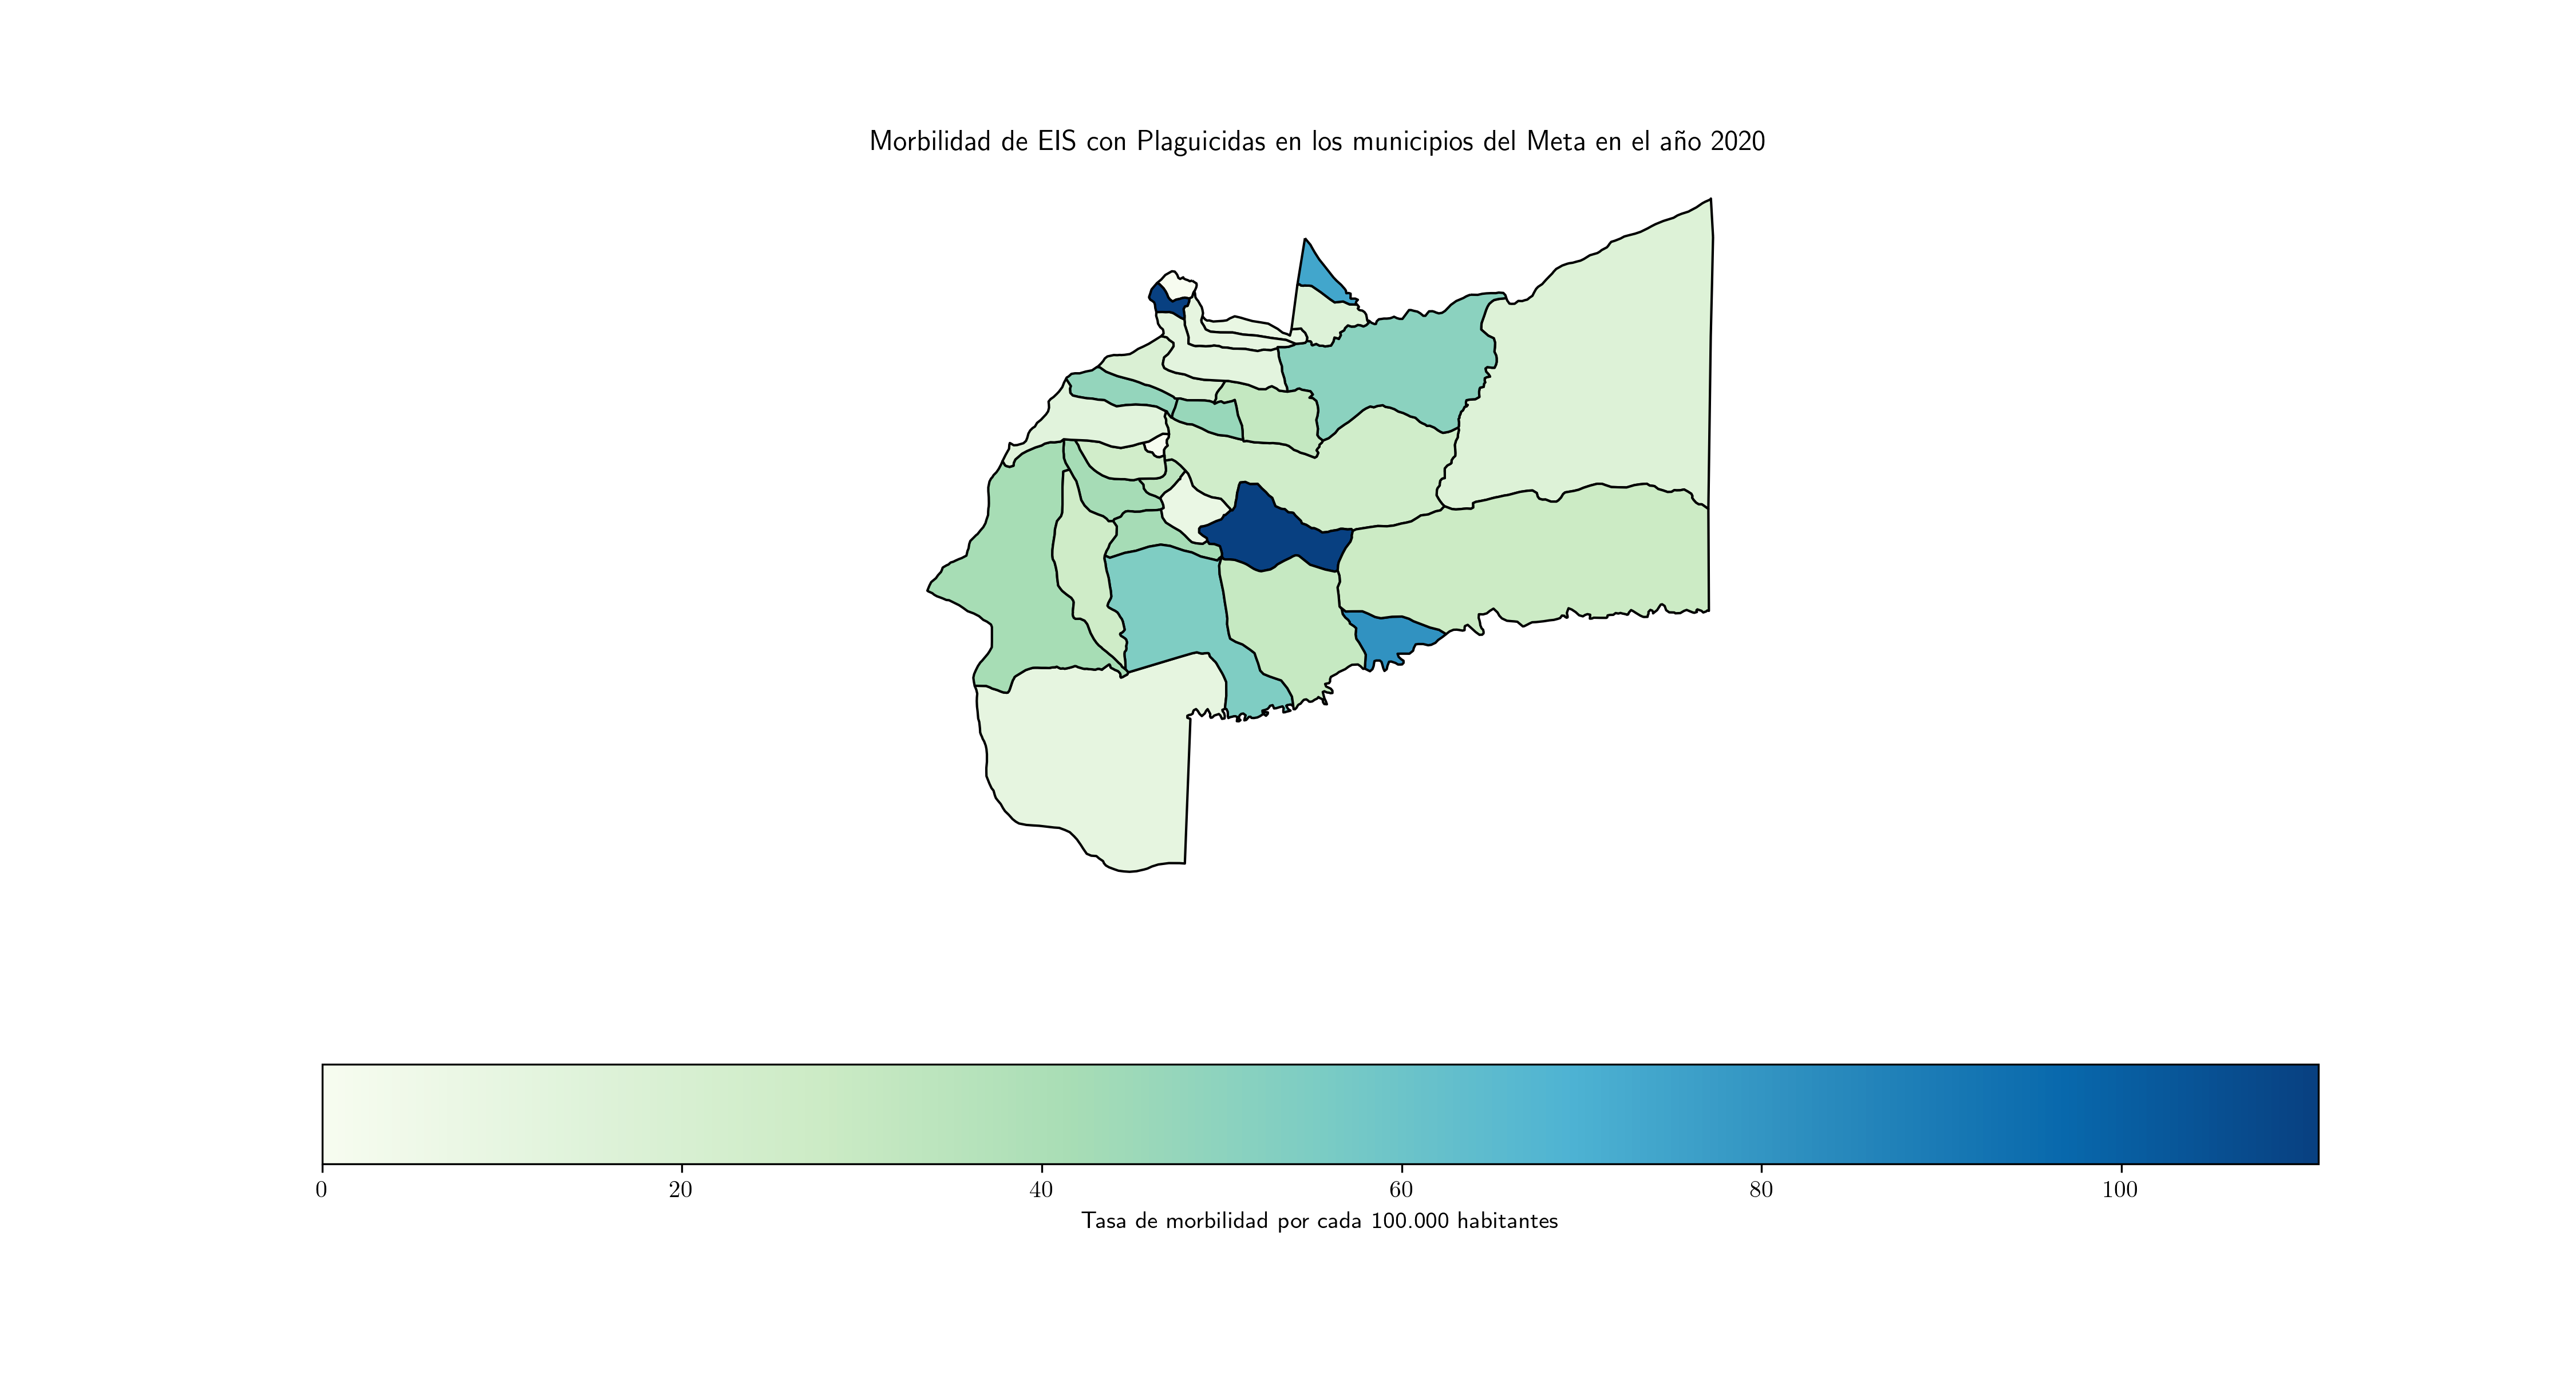 Morbilidad de EIS con Plaguicidas en los municipios del Meta en el año 2020
0 20 40 60 80 100
Tasa de morbilidad por cada 100.000 habitantes